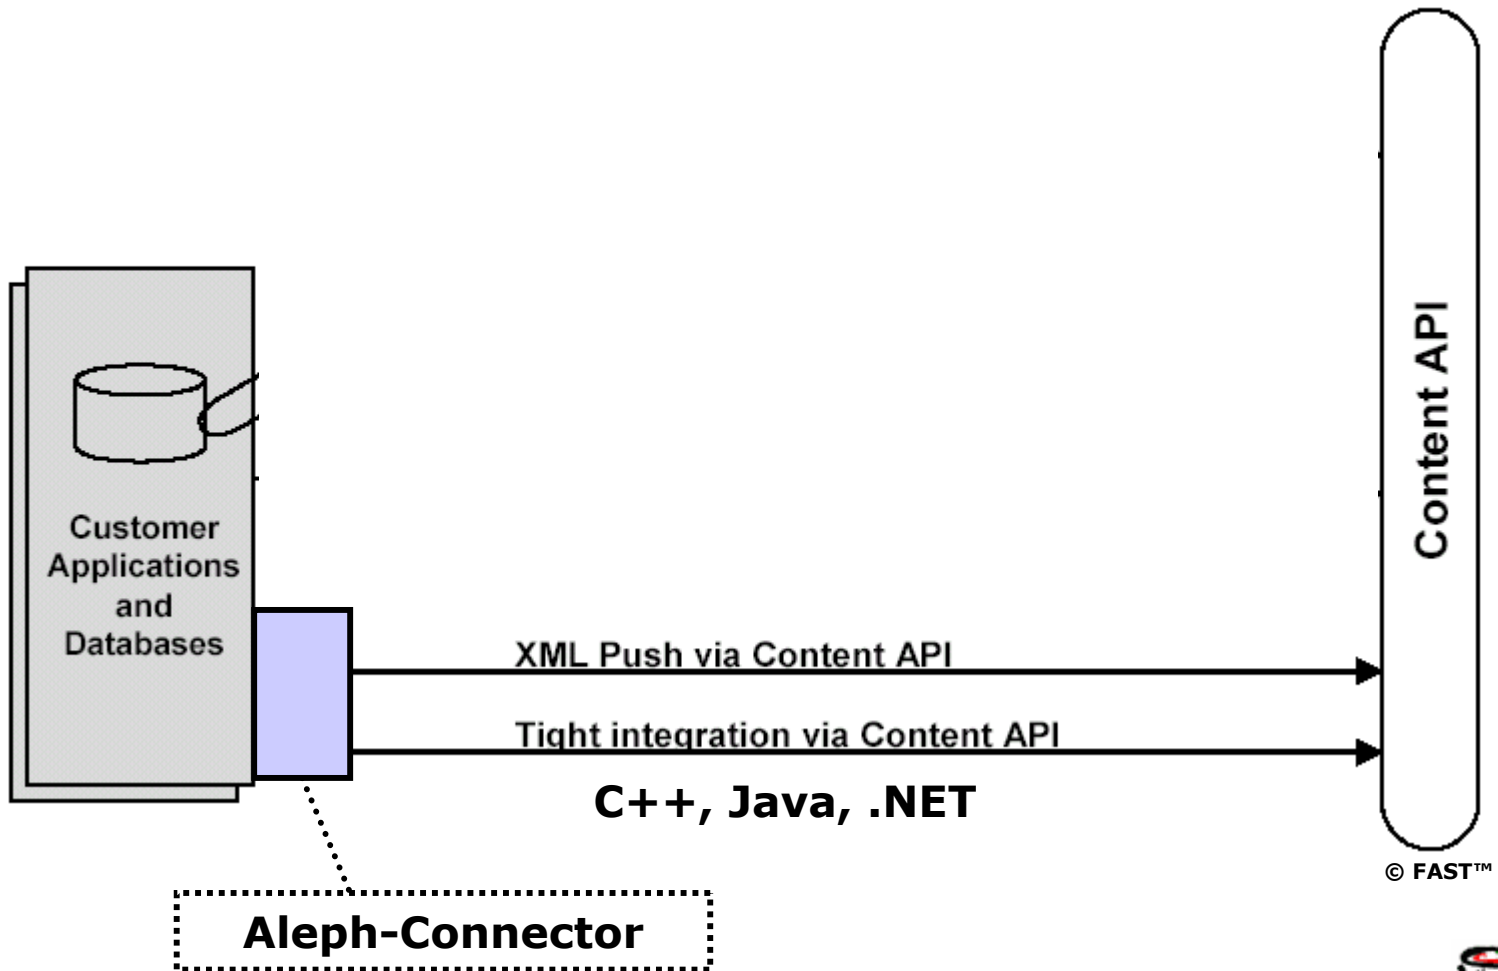 Content API
Customer
Applications
and
Databases
XML Push via Content API
Tight integration via Content API
C++, Java, .NET
© FAST™
Aleph-Connector